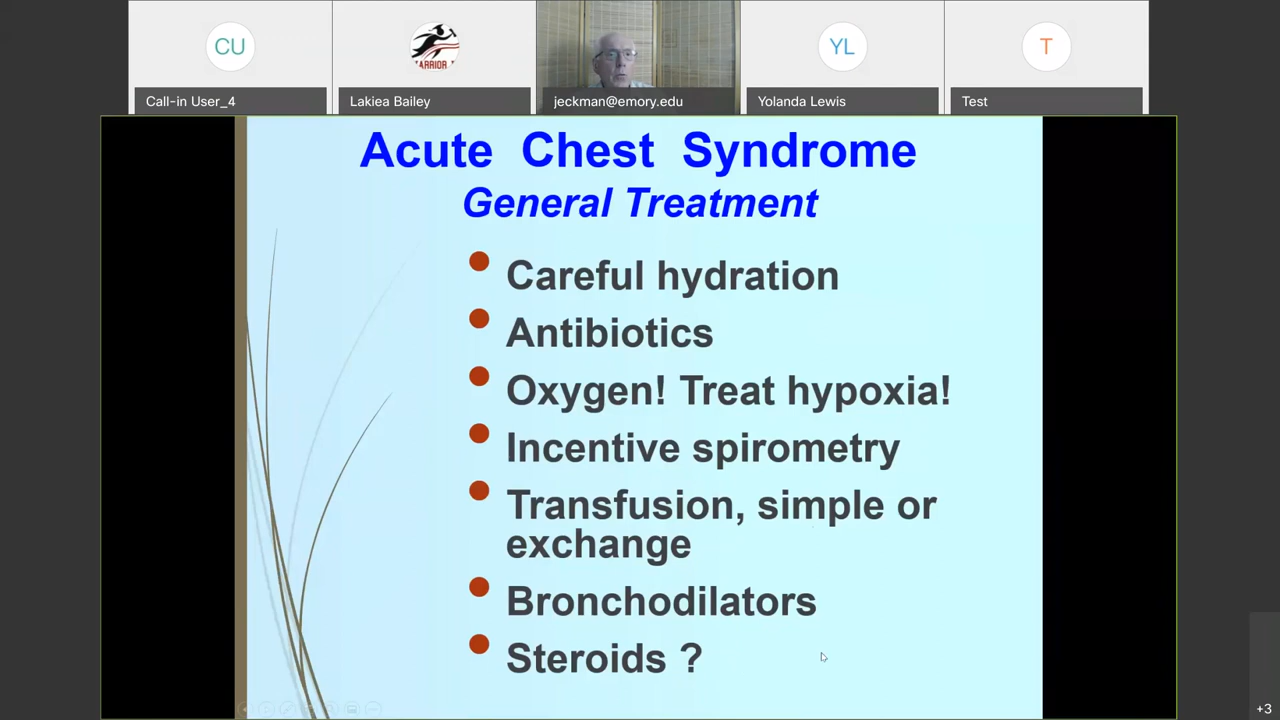 CU
YL
T
ARRIOR
Call-in User_4
Lakiea Bailey
jeckman@emory.edu
Yolanda Lewis
Test
Acute Chest Syndrome
General Treatment
Careful hydration
Antibiotics
Oxygen! Treat hypoxia!
Incentive spirometry
Transfusion, simple or
exchange
Bronchodilators
Steroids ?
+3